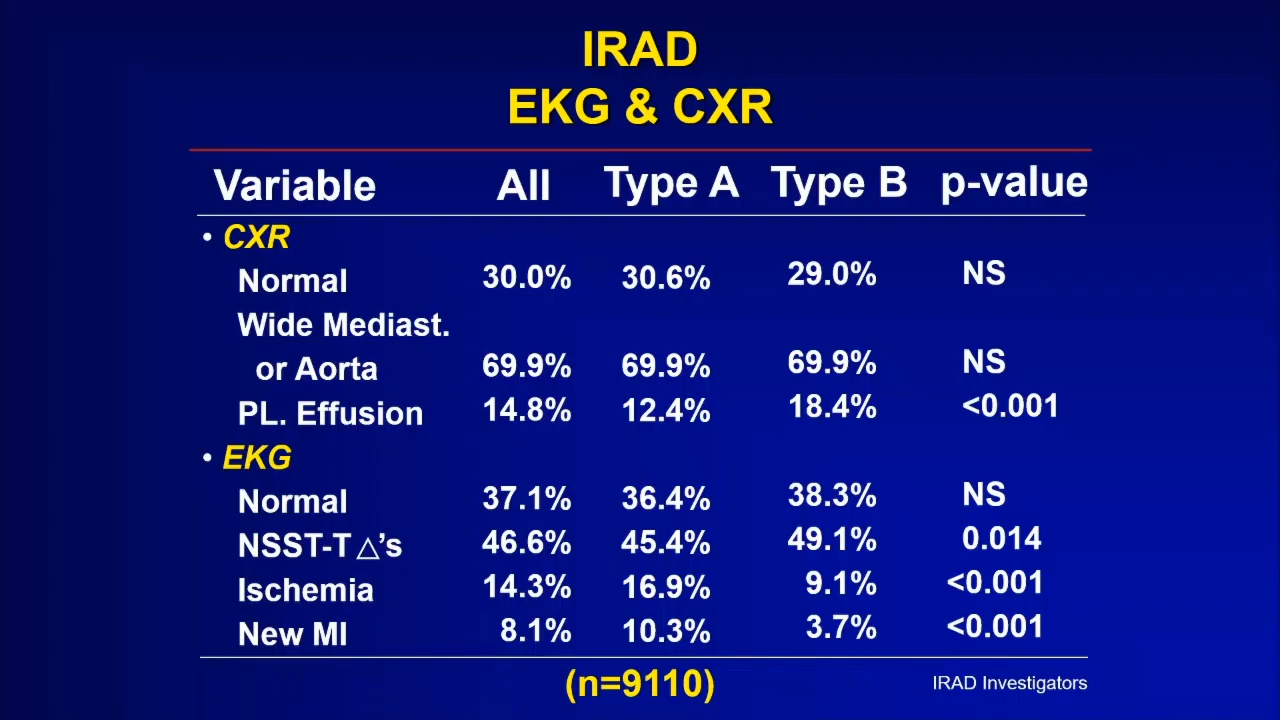 IRAD
EKG & CXR
Variable All Type A Type B p-value
• CXR
Normal 30.0% 30.6% 29.0% NS
Wide Mediast.
or Aorta 69.9% 69.9% 69.9% NS
PL. Effusion 14.8% 12.4% 18.4% <0.001
• EKG
Normal 37.1% 36.4% 38.3% NS
NSST-T △’s 46.6% 45.4% 49.1% 0.014
Ischemia 14.3% 16.9% 9.1% <0.001
New MI 8.1% 10.3% 3.7% <0.001
(n=9110)
IRAD Investigators